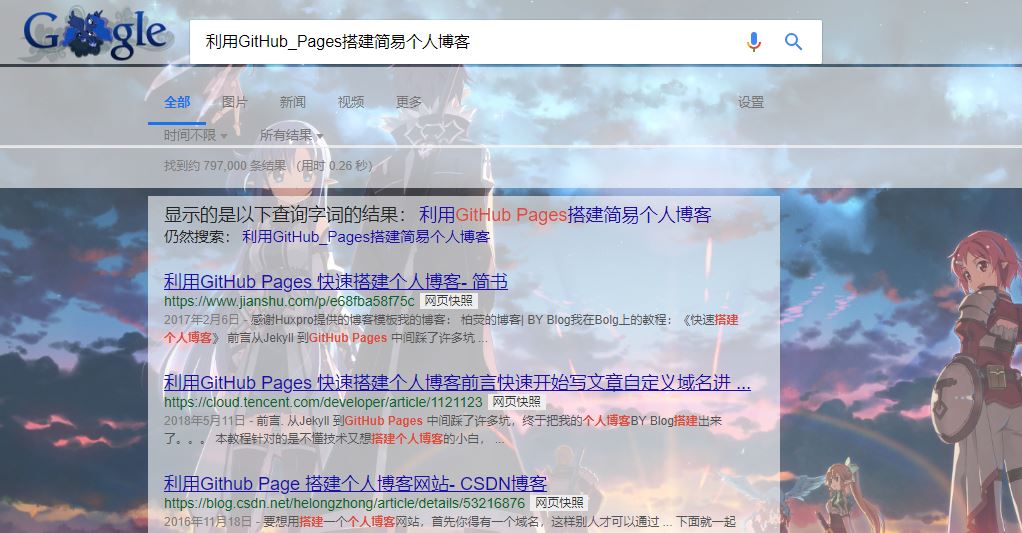 Google
利用GitHub_Pages搭建简易个人博客
全部 图片 新闻 视频 更多 设置
时间不限 所有结果
找到约 797,000 条结果 （用时 0.26 秒）
显示的是以下查询字词的结果： 利用GitHub Pages搭建简易个人博客
仍然搜索： 利用GitHub_Pages搭建简易个人博客
利用GitHub Pages 快速搭建个人博客- 简书
https://www.jianshu.com/p/e68fba58f75c 网页快照
2017年2月6日 - 感谢Huxpro提供的博客模板我的博客： 柏荧的博客| BY Blog我在Bolg上的教程：《快速搭建
个人博客》 前言从Jekyll 到GitHub Pages 中间踩了许多坑 ...
利用GitHub Pages 快速搭建个人博客前言快速开始写文章自定义域名进 ...
https://cloud.tencent.com/developer/article/1121123 网页快照
2018年5月11日 - 前言. 从Jekyll 到GitHub Pages 中间踩了许多坑，终于把我的个人博客BY Blog搭建出来
了。。。 本教程针对的是不懂技术又想搭建个人博客的小白， ...
利用Github Page 搭建个人博客网站- CSDN博客
https://blog.csdn.net/helongzhong/article/details/53216876 网页快照
2016年11月18日 - 要想用搭建一个个人博客网站，首先你得有一个域名，这样别人才可以通过 ... 下面就一起